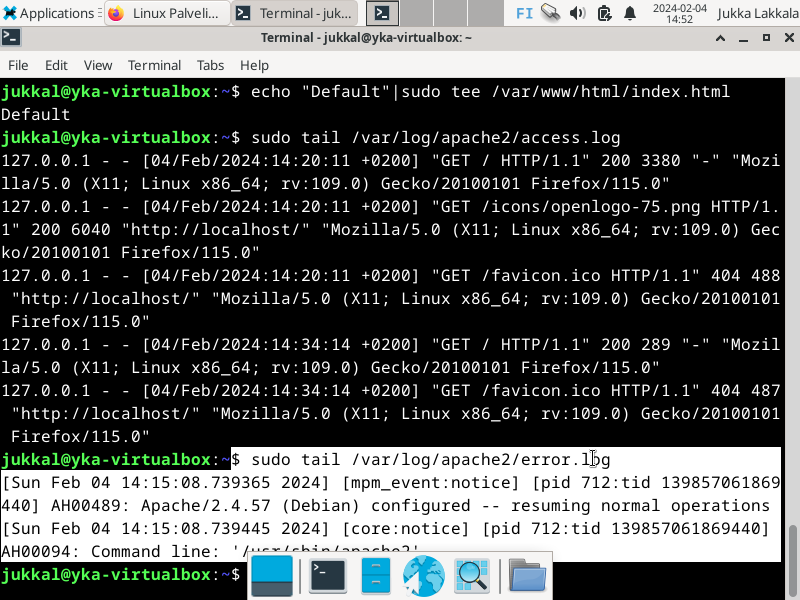 Applications
Linux Palveli...
Terminal - juk...
FI
2024-02-04
14:52
Jukka Lakkala
Terminal - jukkal@yka-virtualbox: ~
File Edit View Terminal Tabs Help
jukkal@yka-virtualbox:~$ echo "Default"|sudo tee /var/www/html/index.html
Default
jukkal@yka-virtualbox:~$ sudo tail /var/log/apache2/access.log
127.0.0.1 - - [04/Feb/2024:14:20:11 +0200] "GET / HTTP/1.1" 200 3380 "-" "Mozi
lla/5.0 (X11; Linux x86_64; rv:109.0) Gecko/20100101 Firefox/115.0"
127.0.0.1 - - [04/Feb/2024:14:20:11 +0200] "GET /icons/openlogo-75.png HTTP/1.
1" 200 6040 "http://localhost/" "Mozilla/5.0 (X11; Linux x86_64; rv:109.0) Gec
ko/20100101 Firefox/115.0"
127.0.0.1 - - [04/Feb/2024:14:20:11 +0200] "GET /favicon.ico HTTP/1.1" 404 488
 "http://localhost/" "Mozilla/5.0 (X11; Linux x86_64; rv:109.0) Gecko/20100101
 Firefox/115.0"
127.0.0.1 - - [04/Feb/2024:14:34:14 +0200] "GET / HTTP/1.1" 200 289 "-" "Mozil
la/5.0 (X11; Linux x86_64; rv:109.0) Gecko/20100101 Firefox/115.0"
127.0.0.1 - - [04/Feb/2024:14:34:14 +0200] "GET /favicon.ico HTTP/1.1" 404 487
 "http://localhost/" "Mozilla/5.0 (X11; Linux x86_64; rv:109.0) Gecko/20100101
 Firefox/115.0"
jukkal@yka-virtualbox:~$ sudo tail /var/log/apache2/error.log
[Sun Feb 04 14:15:08.739365 2024] [mpm_event:notice] [pid 712:tid 139857061869
440] AH00489: Apache/2.4.57 (Debian) configured -- resuming normal operations
[Sun Feb 04 14:15:08.739445 2024] [core:notice] [pid 712:tid 139857061869440]
AH00094: Command line: '/usr/sbin/apache2'
jukkal@yka-virtualbox:~$